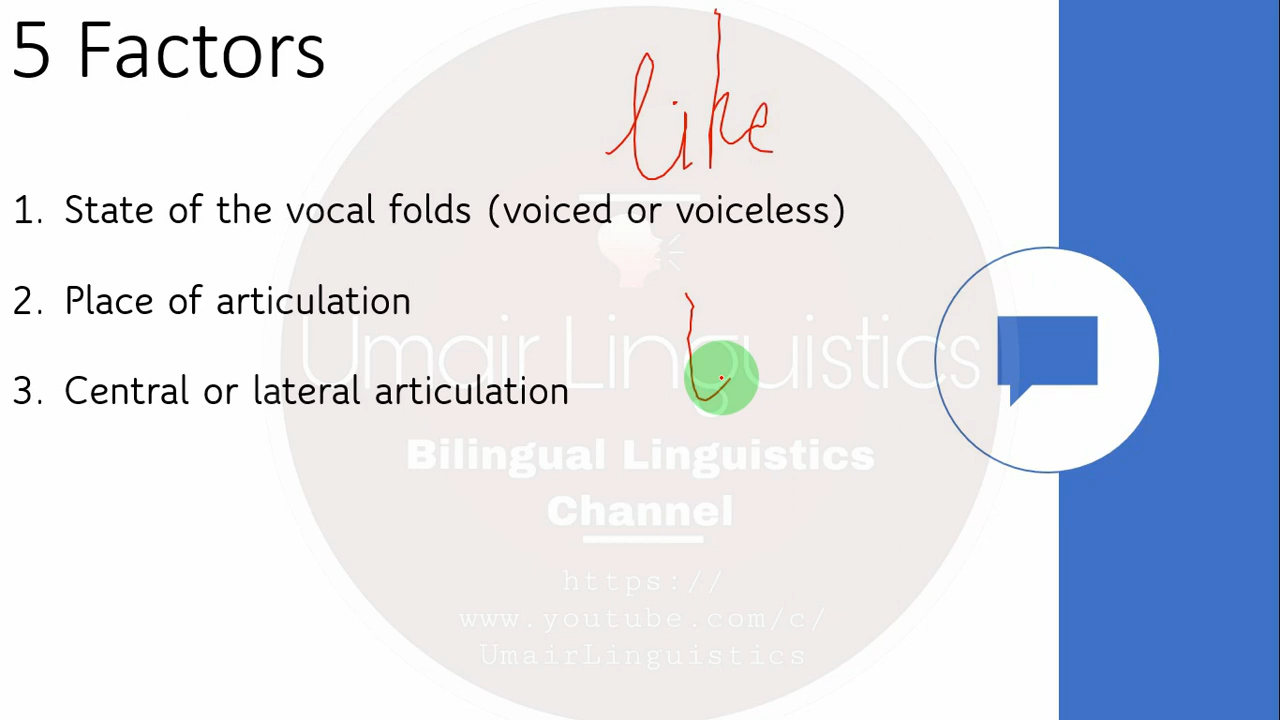 5 Factors
like
1. State of the vocal folds (voiced or voiceless)
2. Place of articulation
3. Central or lateral articulation
Umair Linguistics
Bilingual Linguistics
Channel
https://
www.youtube.com/c/
UmairLinguistics